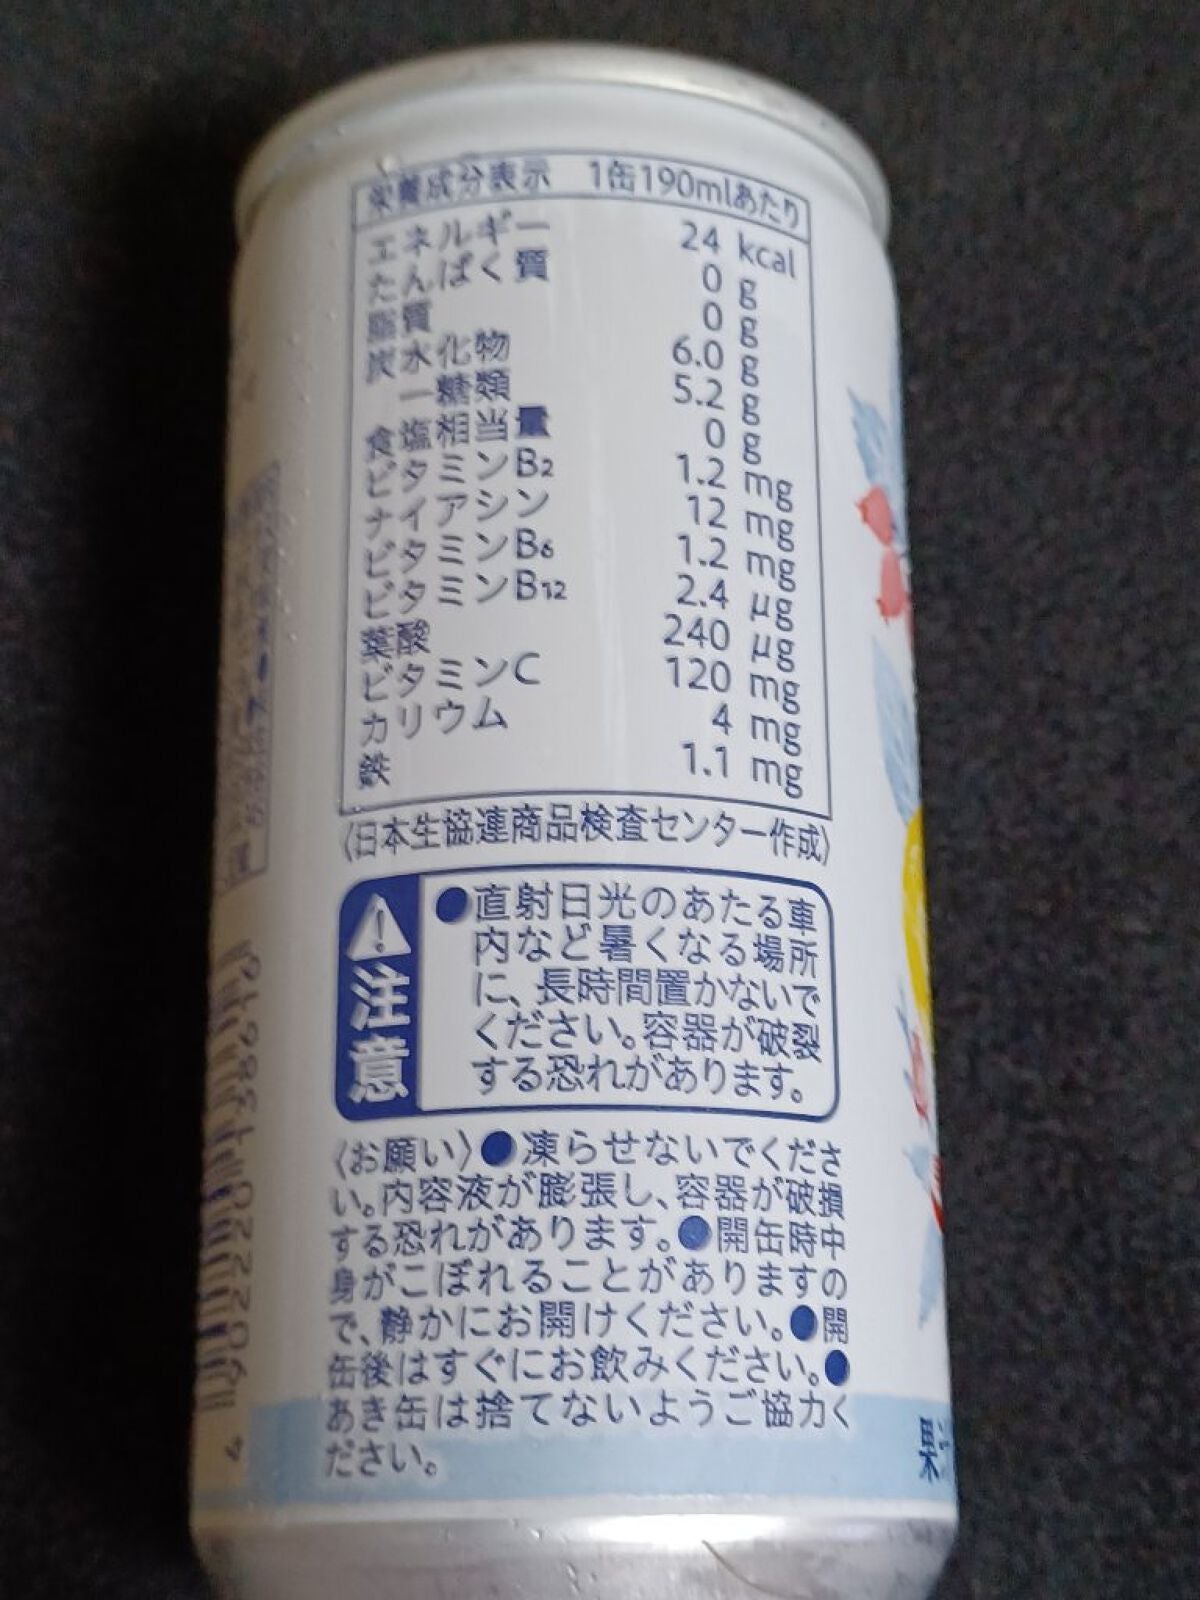 栄養成分表示 1缶190mlあたり
エネルギー 24 kcal
たんぱく質 0 g
脂質 0 g
炭水化物 6.0 g
－糖類 5.2 g
食塩相当量 0 g
ビタミンB2 1.2 mg
ナイアシン 12 mg
ビタミンB6 1.2 mg
ビタミンB12 2.4 μg
葉酸 240 μg
ビタミンC 120 mg
カリウム 4 mg
鉄 1.1 mg
〈日本生協連商品検査センター作成〉
注意
●直射日光のあたる車
内など暑くなる場所
に、長時間置かないで
ください。容器が破裂
する恐れがあります。
〈お願い〉●凍らせないでくださ
い。内容液が膨張し、容器が破損
する恐れがあります。●開缶時中
身がこぼれることがありますの
で、静かにお開けください。●開
缶後はすぐにお飲みください。●
あき缶は捨てないようご協力く
ださい。
果